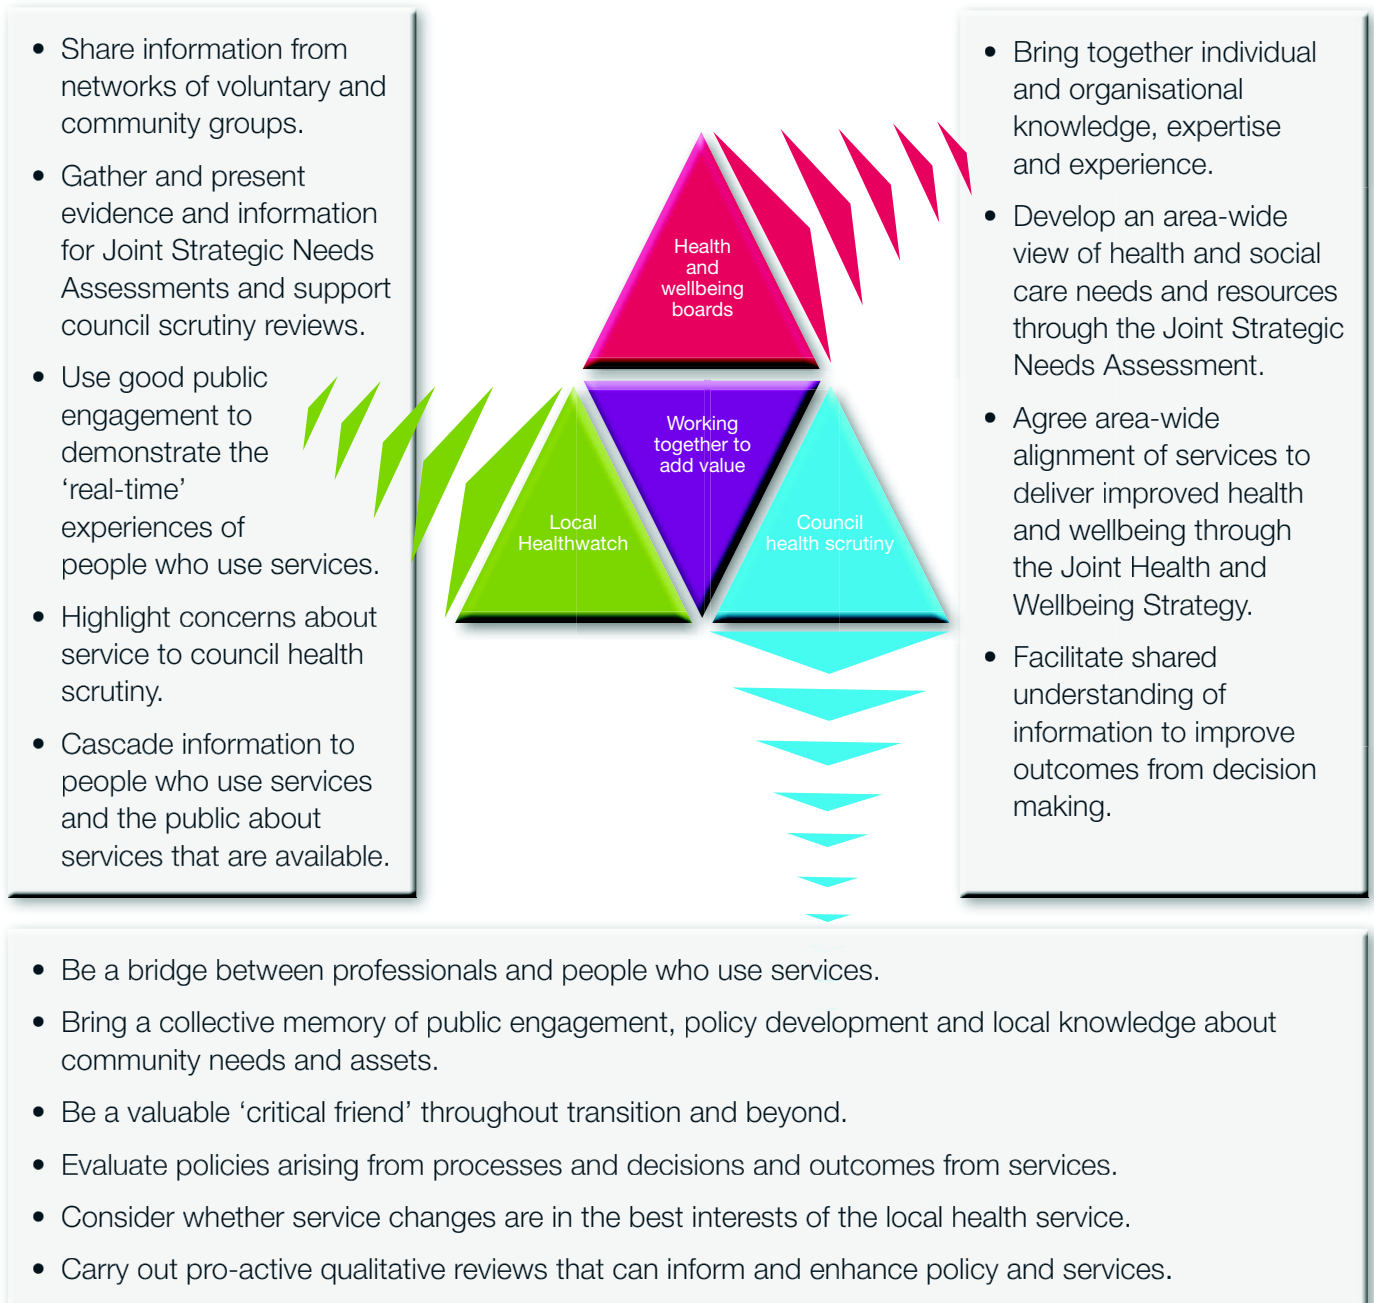 • Share information from
networks of voluntary and
community groups.
• Gather and present
evidence and information
for Joint Strategic Needs
Assessments and support
council scrutiny reviews.
• Use good public
engagement to
demonstrate the
‘real-time’
experiences of
people who use services.
• Highlight concerns about
service to council health
scrutiny.
• Cascade information to
people who use services
and the public about
services that are available.
Health
and
wellbeing
boards
Working
together to
add value
Local
Healthwatch
Council
health scrutiny
• Bring together individual
and organisational
knowledge, expertise
and experience.
• Develop an area-wide
view of health and social
care needs and resources
through the Joint Strategic
Needs Assessment.
• Agree area-wide
alignment of services to
deliver improved health
and wellbeing through
the Joint Health and
Wellbeing Strategy.
• Facilitate shared
understanding of
information to improve
outcomes from decision
making.
• Be a bridge between professionals and people who use services.
• Bring a collective memory of public engagement, policy development and local knowledge about
community needs and assets.
• Be a valuable ‘critical friend’ throughout transition and beyond.
• Evaluate policies arising from processes and decisions and outcomes from services.
• Consider whether service changes are in the best interests of the local health service.
• Carry out pro-active qualitative reviews that can inform and enhance policy and services.